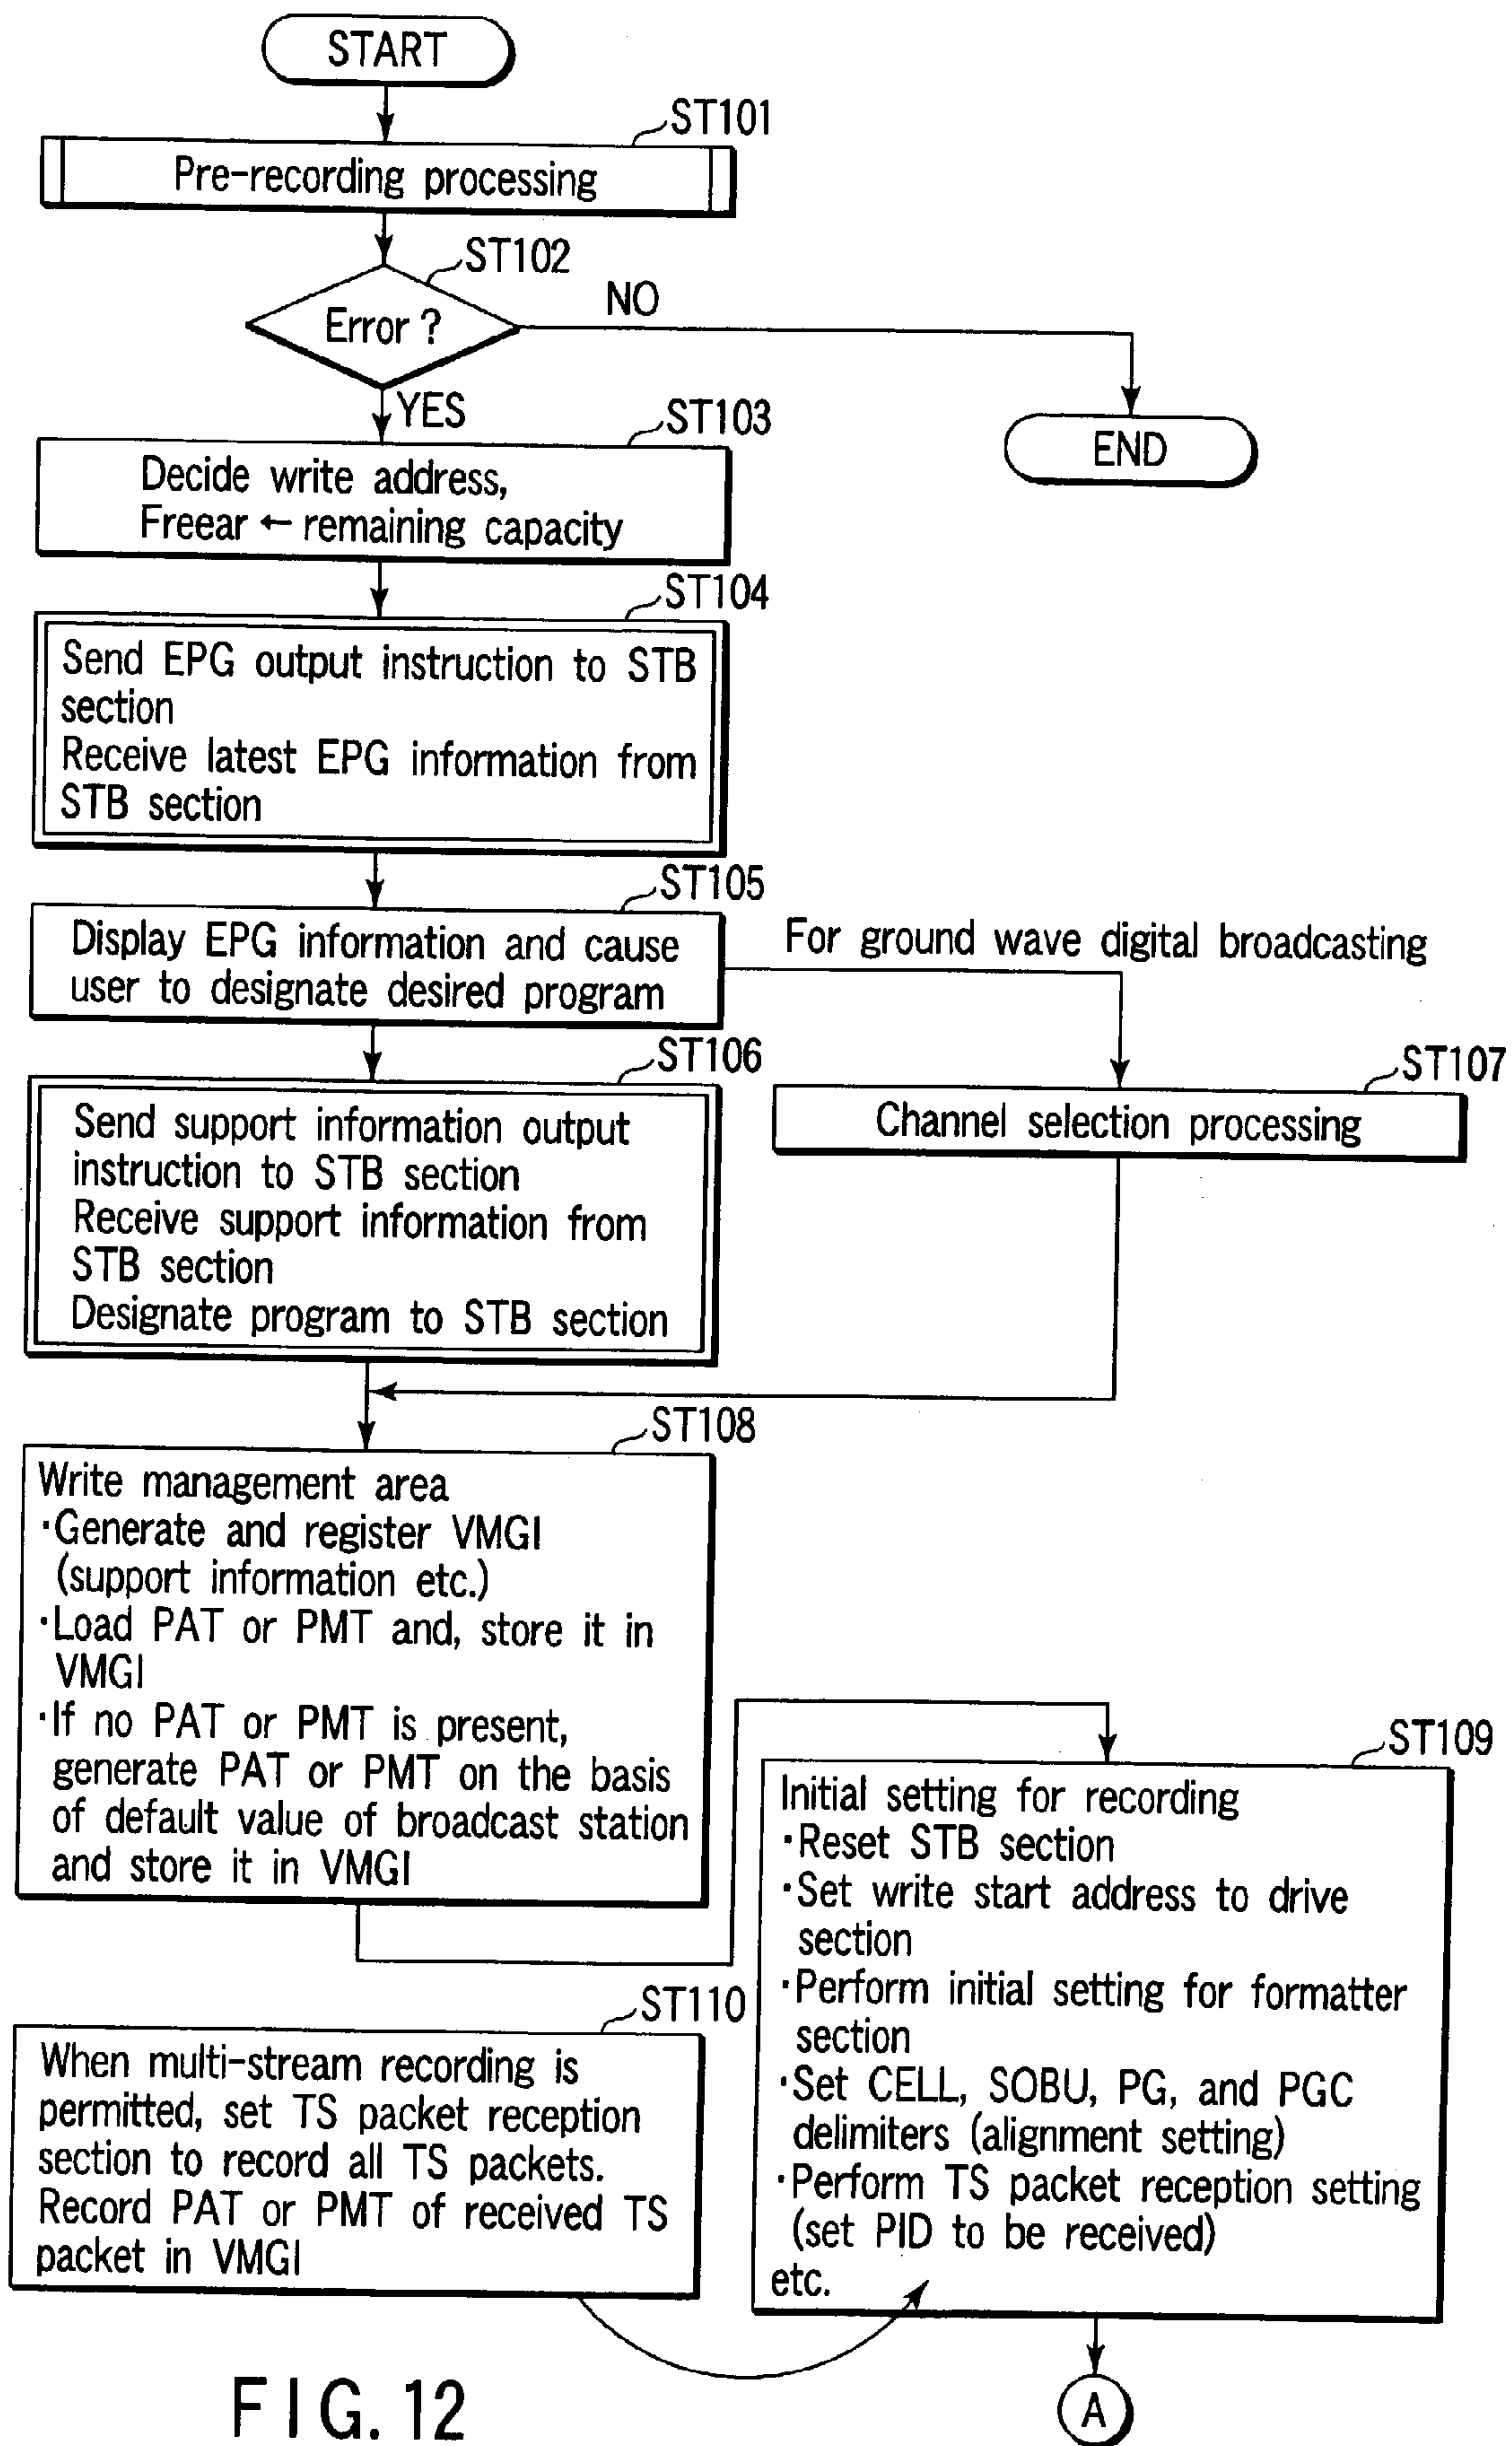 START
ST101
Pre-recording processing
ST102
Error ?
NO
YES
END
ST103
Decide write address,
Freear ← remaining capacity
ST104
Send EPG output instruction to STB
section
Receive latest EPG information from
STB section
ST105
Display EPG information and cause
user to designate desired program
For ground wave digital broadcasting
ST106
Send support information output
instruction to STB section
Receive support information from
STB section
Designate program to STB section
ST107
Channel selection processing
ST108
Write management area
·Generate and register VMGI
(support information etc.)
·Load PAT or PMT and, store it in
VMGI
·If no PAT or PMT is present,
generate PAT or PMT on the basis
of default value of broadcast station
and store it in VMGI
ST109
Initial setting for recording
·Reset STB section
·Set write start address to drive
section
·Perform initial setting for formatter
section
·Set CELL, SOBU, PG, and PGC
delimiters (alignment setting)
·Perform TS packet reception setting
(set PID to be received)
etc.
ST110
When multi-stream recording is
permitted, set TS packet reception
section to record all TS packets.
Record PAT or PMT of received TS
packet in VMGI
A
FIG. 12